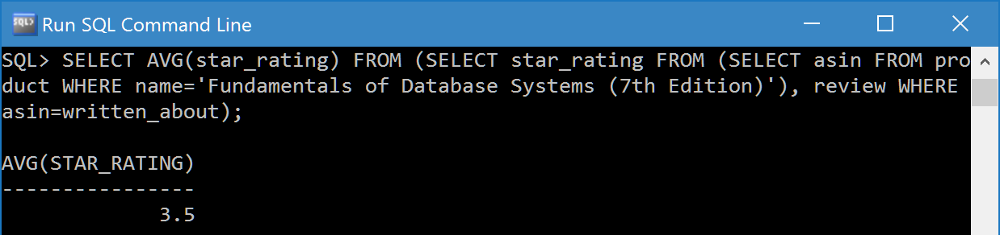 SQL> Run SQL Command Line
SQL> SELECT AVG(star_rating) FROM (SELECT star_rating FROM (SELECT asin FROM pro
duct WHERE name='Fundamentals of Database Systems (7th Edition)'), review WHERE
asin=written_about);
AVG(STAR_RATING)
----------------
3.5